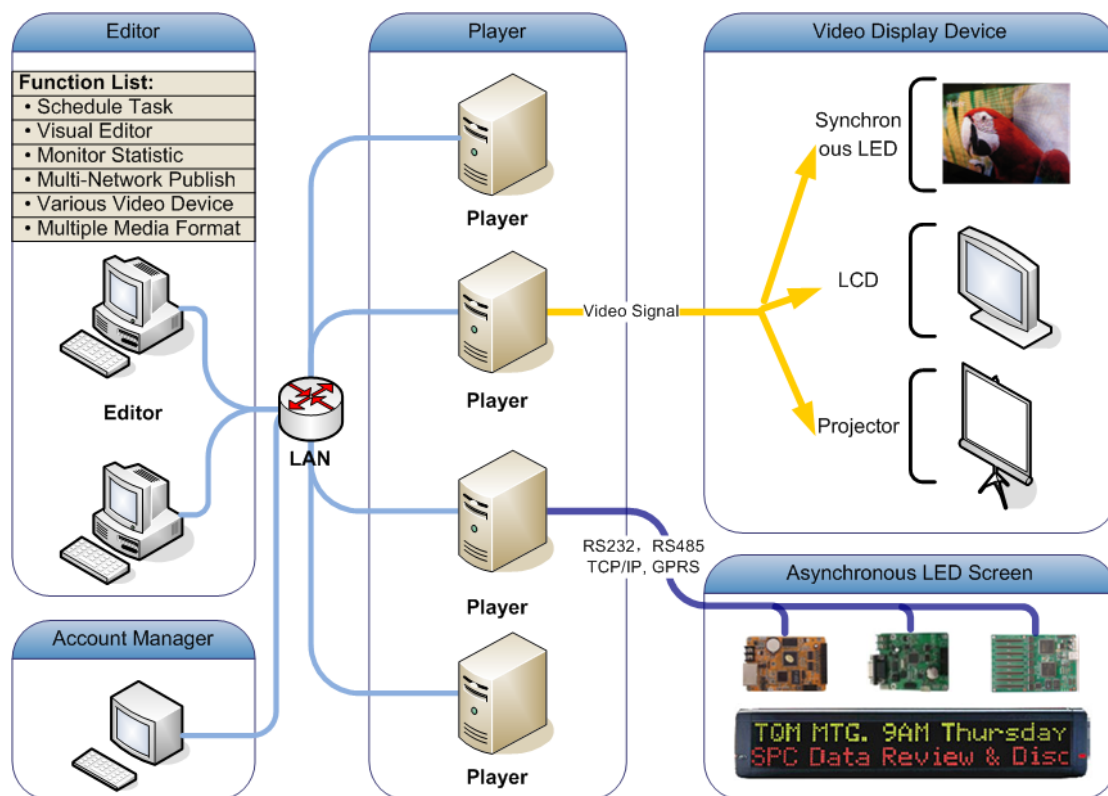 Editor
Function List:
• Schedule Task
• Visual Editor
• Monitor Statistic
• Multi-Network Publish
• Various Video Device
• Multiple Media Format
Editor
Account Manager
LAN
Player
Player
Player
Player
Player
Video Signal
RS232，RS485
TCP/IP, GPRS
Video Display Device
Synchron
ous LED
LCD
Projector
Asynchronous LED Screen
TQM MTG. 9AM Thursday
SPC Data Review & Disc